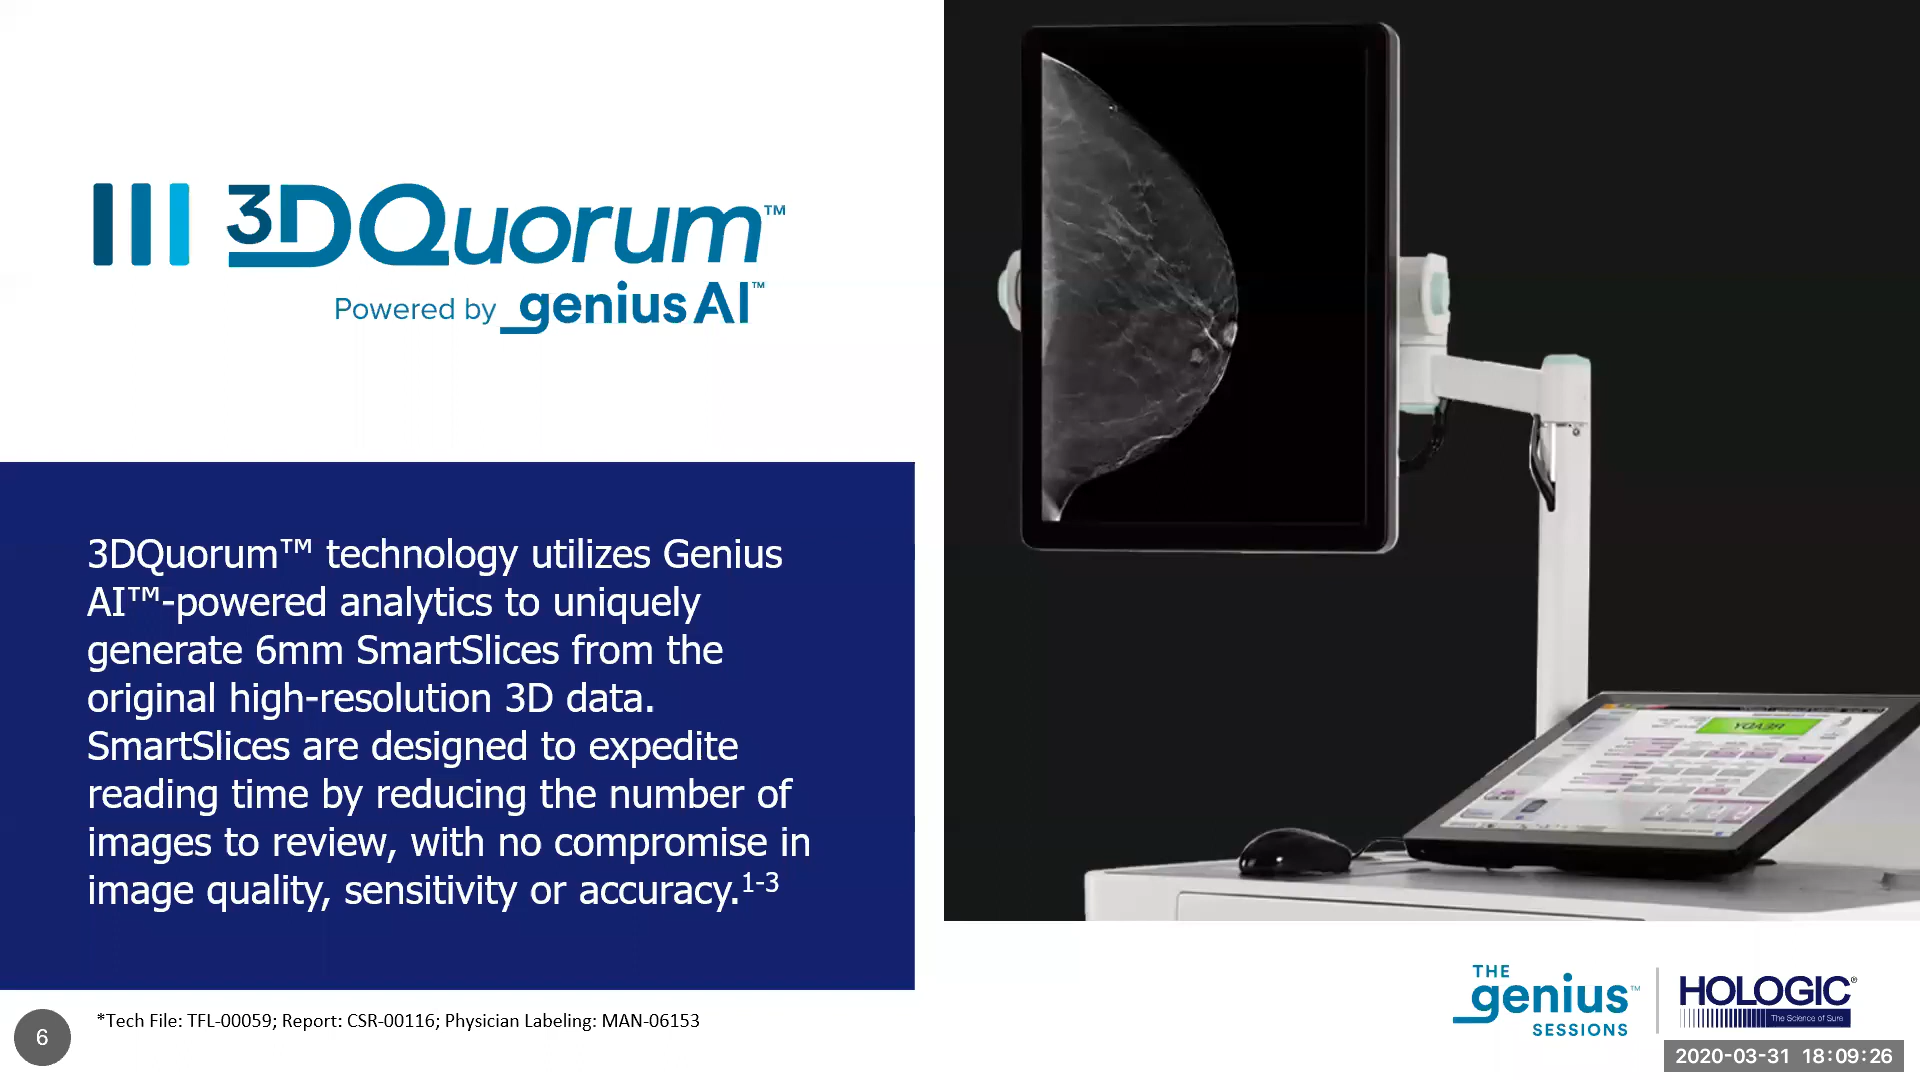 3DQuorum™
Powered by genius AI™
3DQuorum™ technology utilizes Genius
AI™-powered analytics to uniquely
generate 6mm SmartSlices from the
original high-resolution 3D data.
SmartSlices are designed to expedite
reading time by reducing the number of
images to review, with no compromise in
image quality, sensitivity or accuracy.1-3
READY
*Tech File: TFL-00059; Report: CSR-00116; Physician Labeling: MAN-06153
6
THE
genius™
SESSIONS
HOLOGIC®
The Science of Sure
2020-03-31 18:09:26